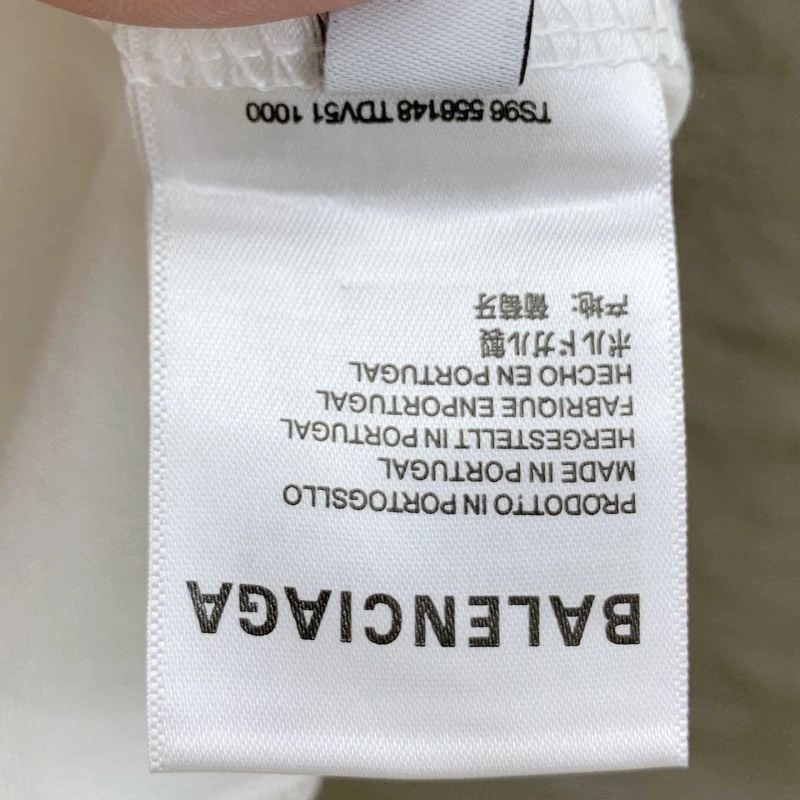 BALENCIAGA
PRODOTTO IN PORTOGSLLO
MADE IN PORTUGAL
HERGESTELLT IN PORTUGAL
FABRIQUE ENPORTUGAL
HECHO EN PORTUGAL
ポルドガル製
产地: 葡萄牙
TS96 556148 TDV51 1000